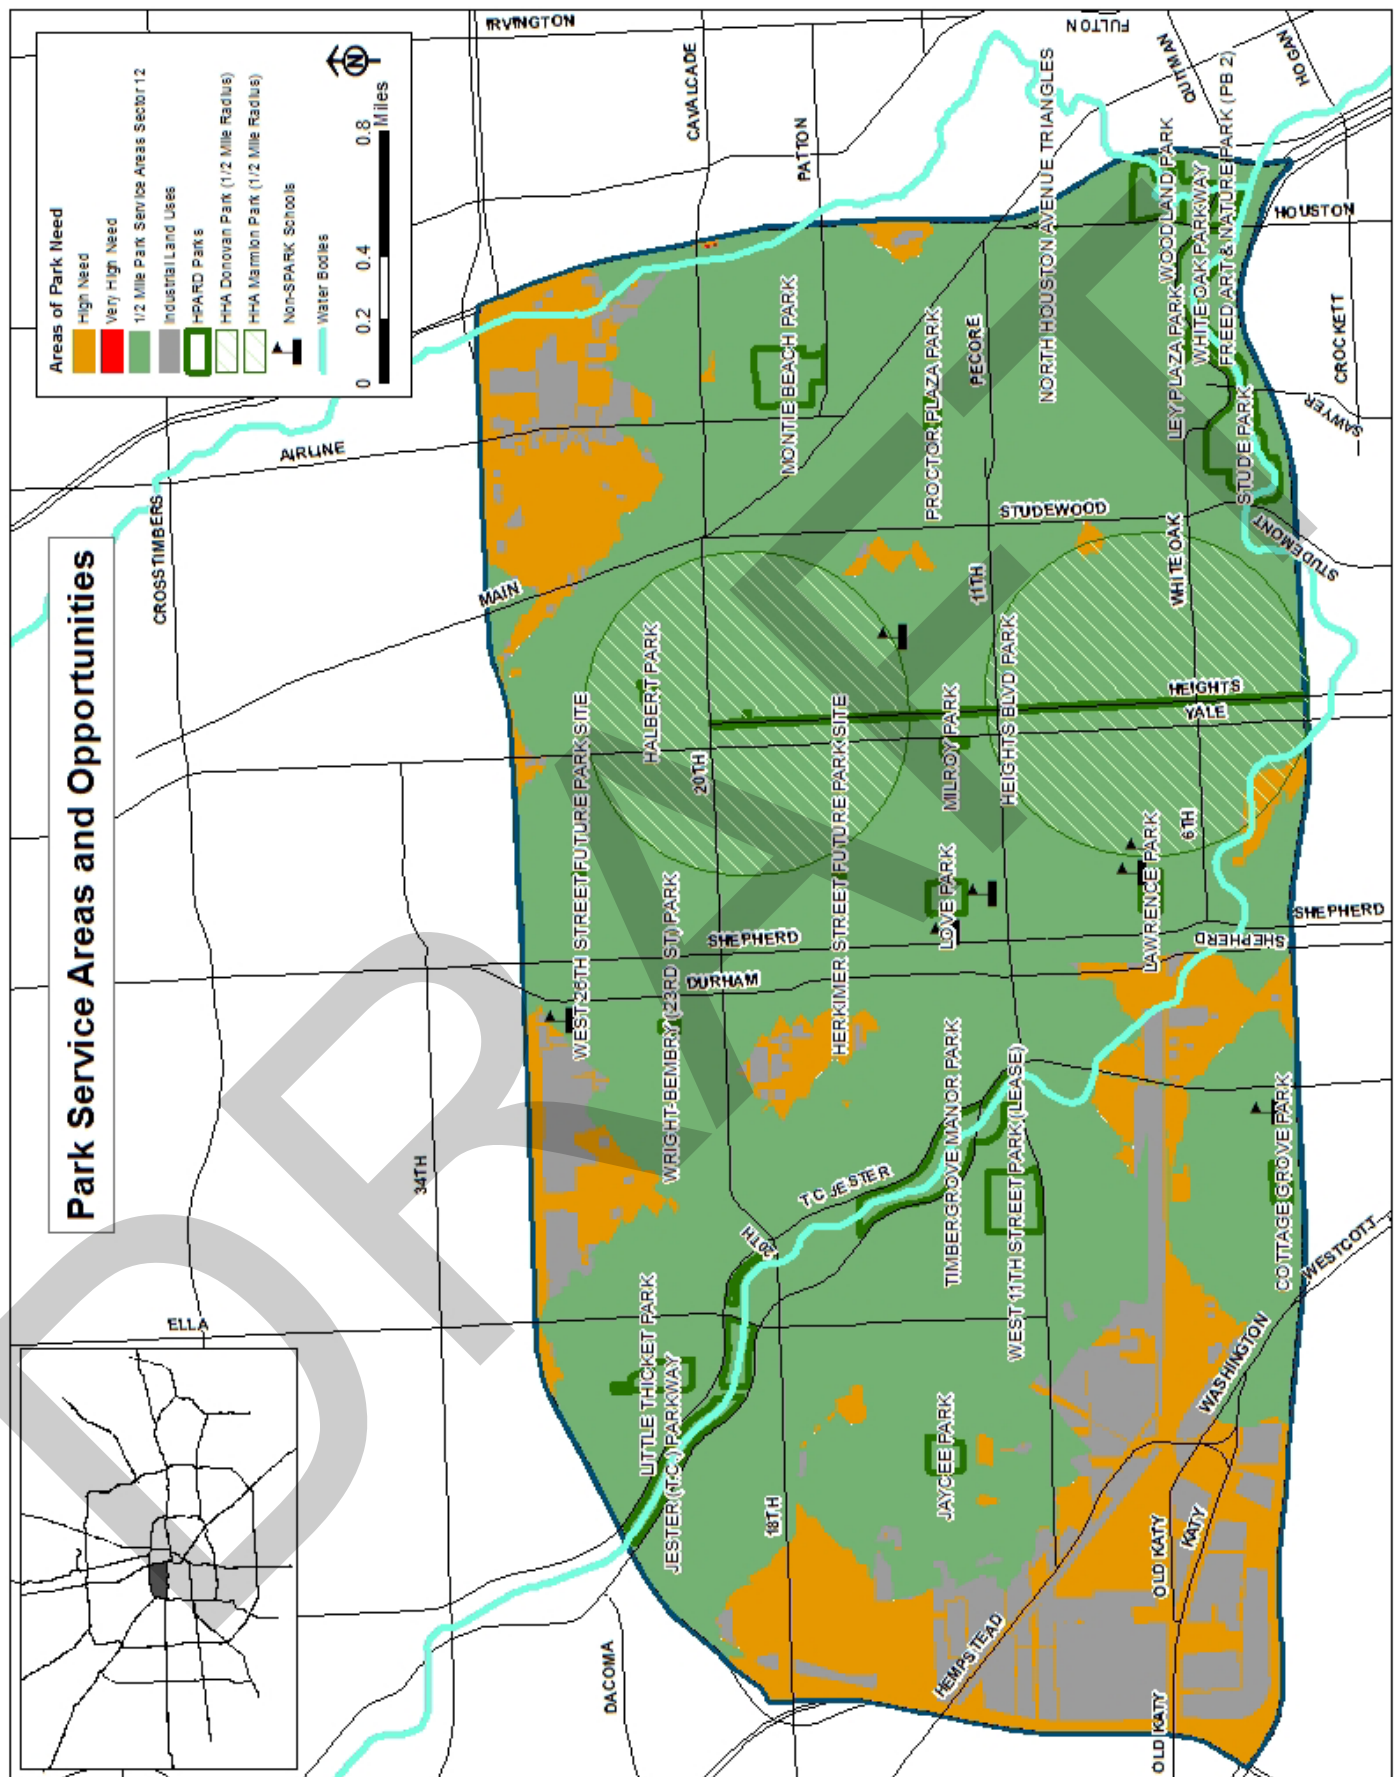 Park Service Areas and Opportunities
Areas of Park Need
High Need
Very High Need
1/2 Mile Park Service Areas Sector 12
Industrial Land Uses
HPARD Parks
HHA Donovan Park (1/2 Mile Radius)
HHA Marmion Park (1/2 Mile Radius)
Non-SPARK Schools
Water Bodies
0 0.2 0.4 0.8
Miles
N
DRAFT
CROSSTIMBERS
AIRLINE
IRVINGTON
FULTON
CAVALCADE
PATTON
QUITMAN
HOGAN
HOUSTON
CROCKETT
SAWYER
MAIN
34TH
ELLA
DACOMA
STUDEWOOD
STUDEMONT
PECORE
11TH
WHITE OAK
HEIGHTS
YALE
20TH
6TH
SHEPHERD
DURHAM
SHEPHERD
SHEPHERD
T C JESTER
20TH
18TH
HEMPSTEAD
OLD KATY
OLD KATY
KATY
WASHINGTON
WESTCOTT
MONTIE BEACH PARK
PROCTOR PLAZA PARK
NORTH HOUSTON AVENUE TRIANGLES
WOODLAND PARK
LEY PLAZA PARK
WHITE OAK PARKWAY
FREED ART & NATURE PARK (PB 2)
STUDE PARK
HALBERT PARK
WEST 26TH STREET FUTURE PARK SITE
WRIGHT-BEMBRY (23RD ST) PARK
HERKIMER STREET FUTURE PARK SITE
MILROY PARK
HEIGHTS BLVD PARK
LOVE PARK
LAWRENCE PARK
TIMBERGROVE MANOR PARK
WEST 11TH STREET PARK (LEASE)
COTTAGE GROVE PARK
LITTLE THICKET PARK
JESTER (T.C.) PARKWAY
JAYCEE PARK